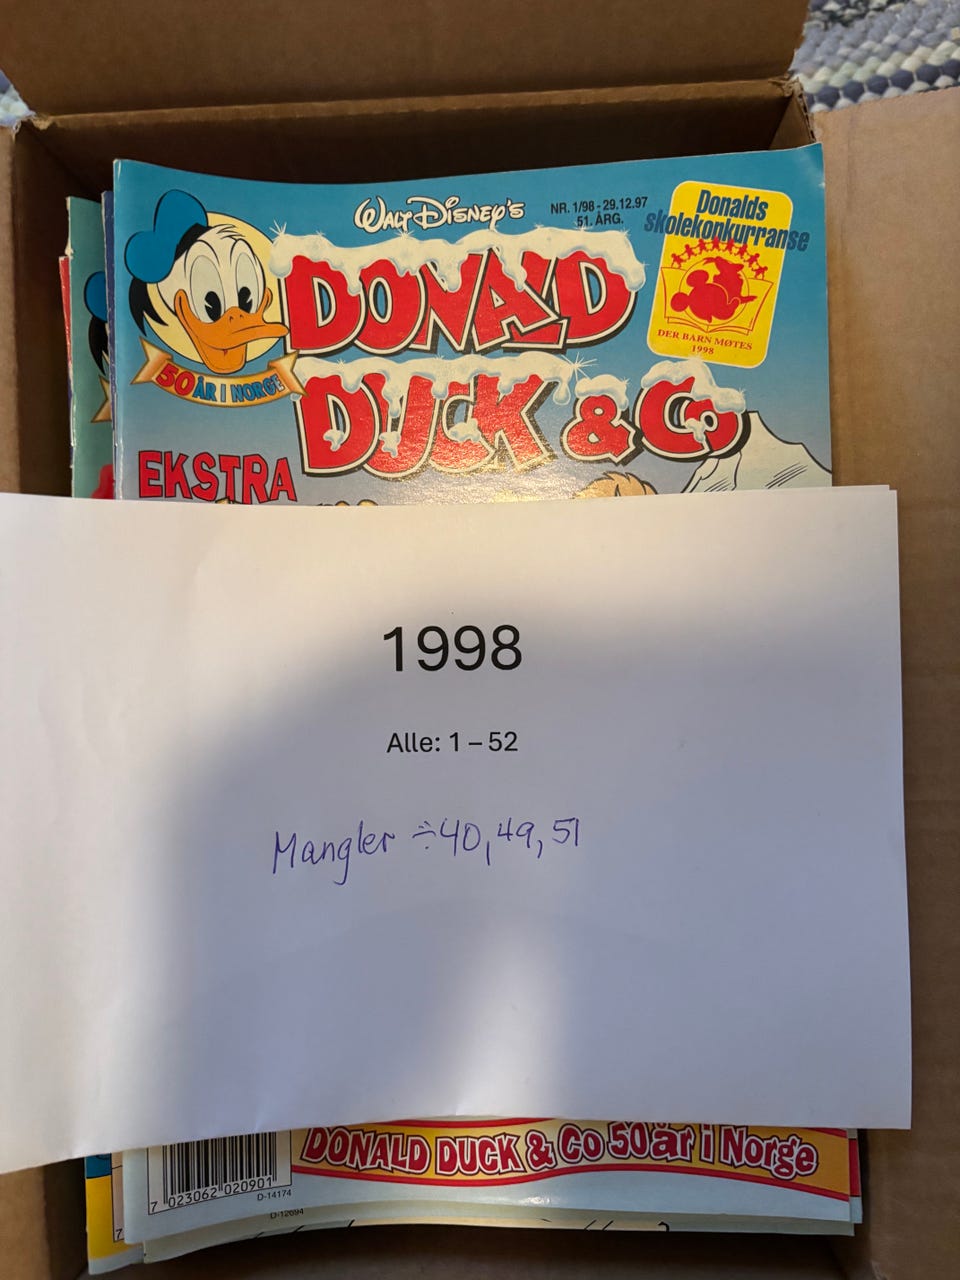 WALT DISNEY'S
NR. 1/98 - 29.12.97
51. ÅRG.
Donalds
skolekonkurranse
DER BARN MØTES
1998
DONALD
DUCK & Co
50 ÅR I NORGE
EKSTRA
1998
Alle: 1 – 52
Mangler ÷ 40, 49, 51
DONALD DUCK & Co 50 år i Norge
7 023062 020901
D-14174
D-12694
7